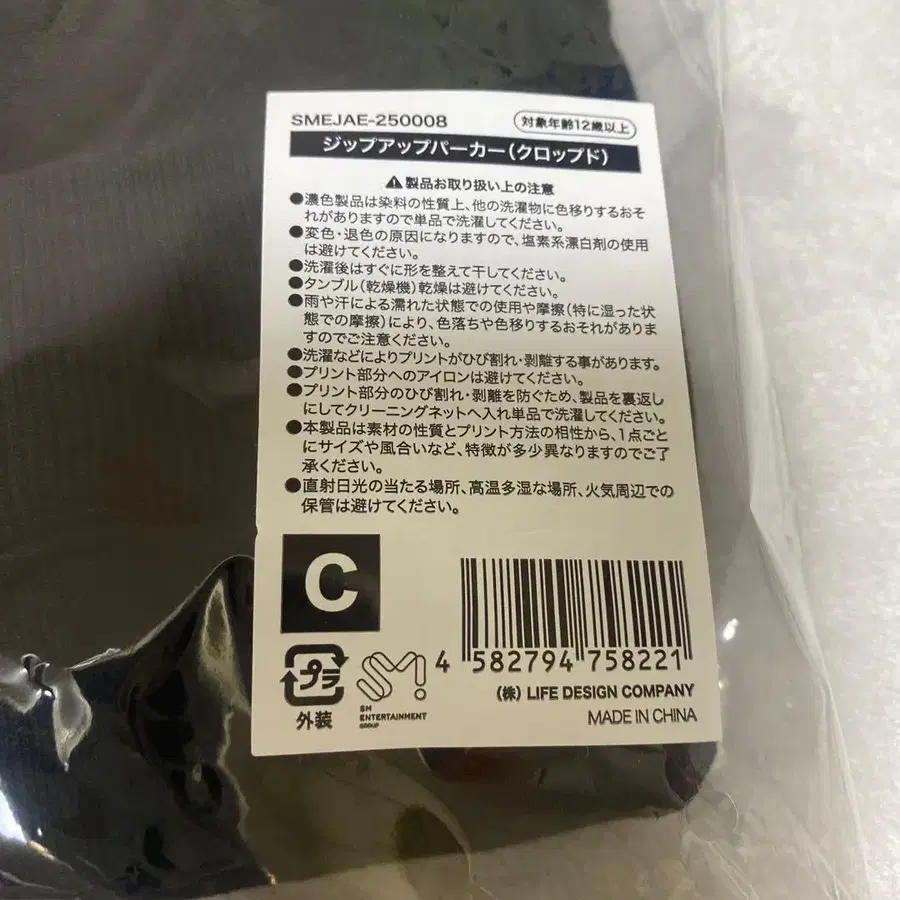 SMEJAE-250008
対象年齢12歳以上
ジップアップパーカー(クロップド)
⚠製品お取り扱い上の注意
●濃色製品は染料の性質上、他の洗濯物に色移りするおそ
れがありますので単品で洗濯してください。
●変色・退色の原因になりますので、塩素系漂白剤の使用
は避けてください。
●洗濯後はすぐに形を整えて干してください。
●タンブル(乾燥機)乾燥は避けてください。
●雨や汗による濡れた状態での使用や摩擦(特に湿った状
態での摩擦)により、色落ちや色移りするおそれがありま
すのでご注意ください。
●洗濯などによりプリントがひび割れ・剥離する事があります。
●プリント部分へのアイロンは避けてください。
●プリント部分のひび割れ・剥離を防ぐため、製品を裏返し
にしてクリーニングネットへ入れ単品で洗濯してください。
●本製品は素材の性質とプリント方法の相性から、1点ごと
にサイズや風合いなど、特徴が多少異なりますのでご了
承ください。
●直射日光の当たる場所、高温多湿な場所、火気周辺での
保管は避けてください。
C
プラ
外装
SM
SM
ENTERTAINMENT
GROUP
4 582794 758221
(株) LIFE DESIGN COMPANY
MADE IN CHINA